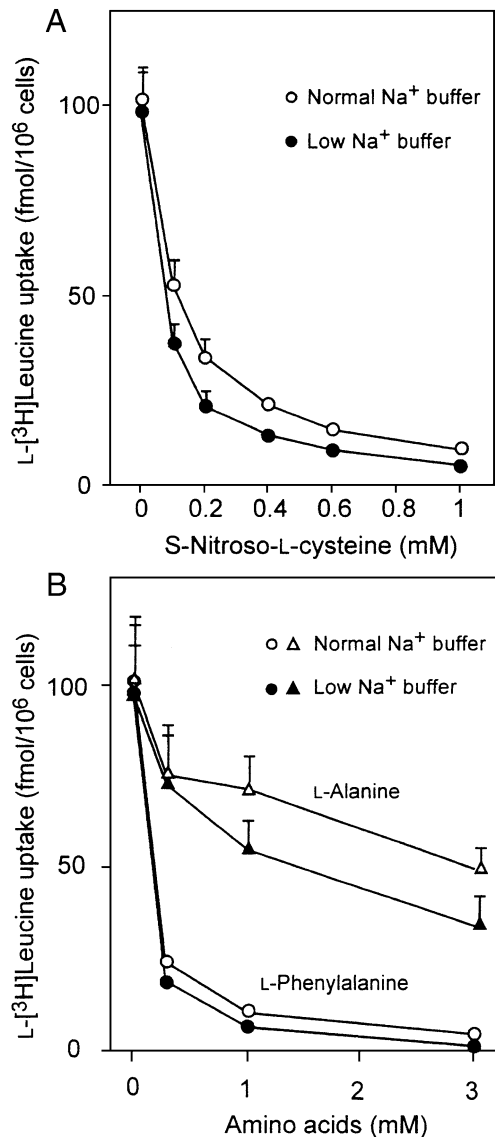 A
L-[³H]Leucine uptake (fmol/10⁶ cells)
100
50
0
Normal Na⁺ buffer
Low Na⁺ buffer
0 0.2 0.4 0.6 0.8 1
S-Nitroso-L-cysteine (mM)
B
L-[³H]Leucine uptake (fmol/10⁶ cells)
100
50
0
Normal Na⁺ buffer
Low Na⁺ buffer
L-Alanine
L-Phenylalanine
0 1 2 3
Amino acids (mM)